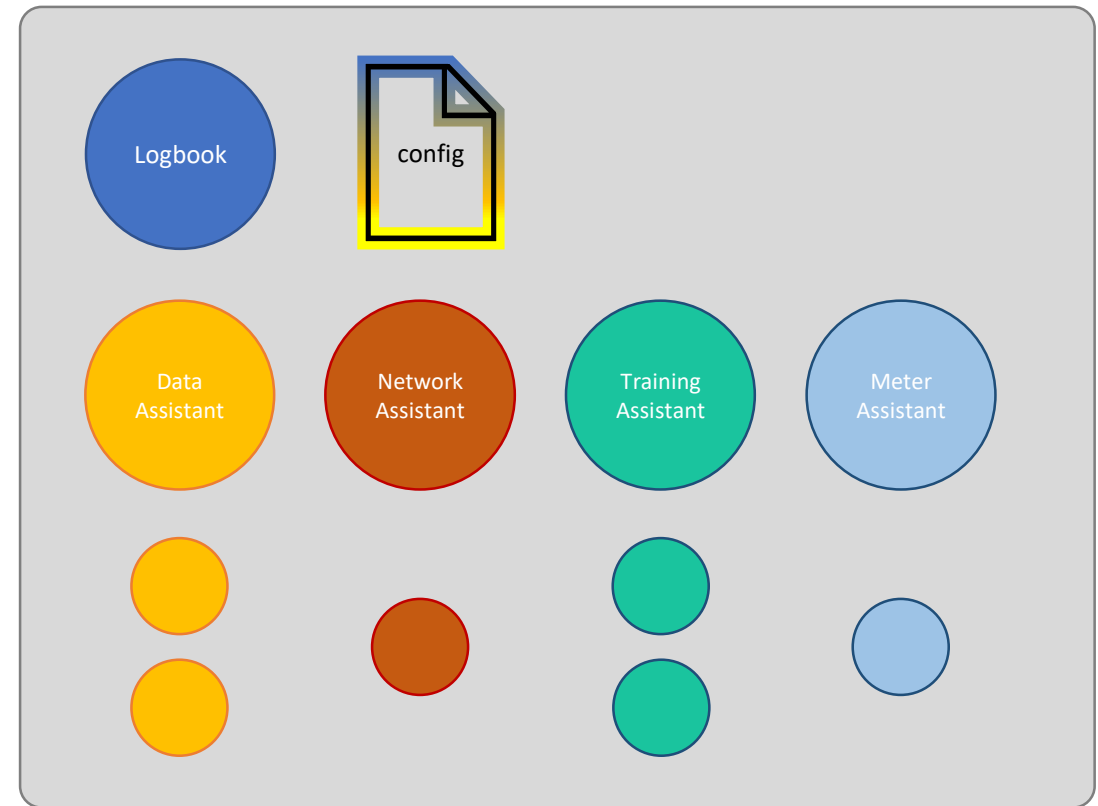 Logbook
config
Data
Assistant
Network
Assistant
Training
Assistant
Meter
Assistant